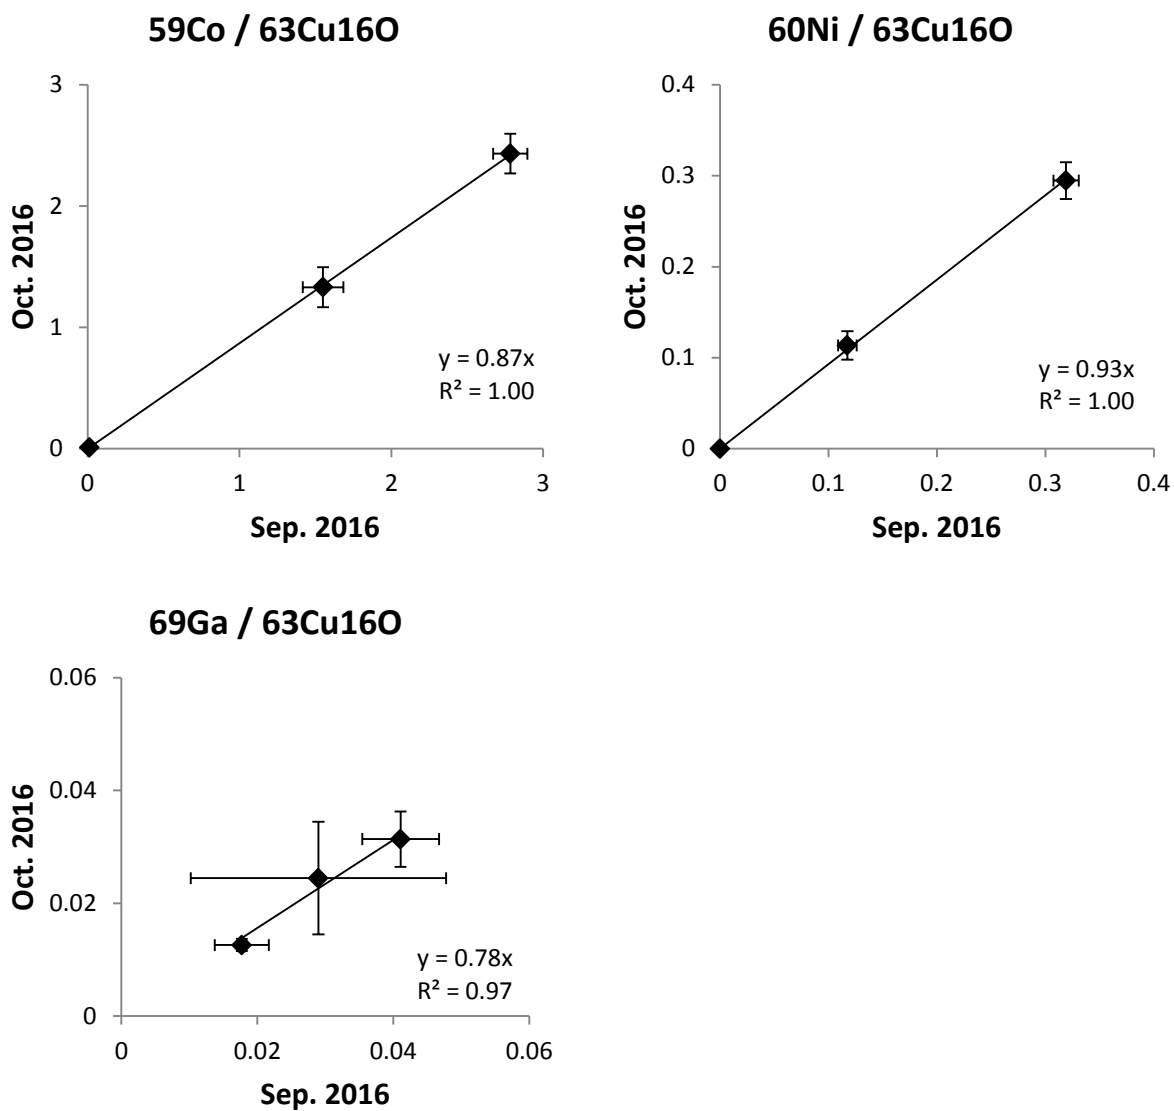 59Co / 63Cu16O
3
2
1
0
0 1 2 3
Oct. 2016
Sep. 2016
y = 0.87x
R² = 1.00
60Ni / 63Cu16O
0.4
0.3
0.2
0.1
0
0 0.1 0.2 0.3 0.4
Oct. 2016
Sep. 2016
y = 0.93x
R² = 1.00
69Ga / 63Cu16O
0.06
0.04
0.02
0
0 0.02 0.04 0.06
Oct. 2016
Sep. 2016
y = 0.78x
R² = 0.97